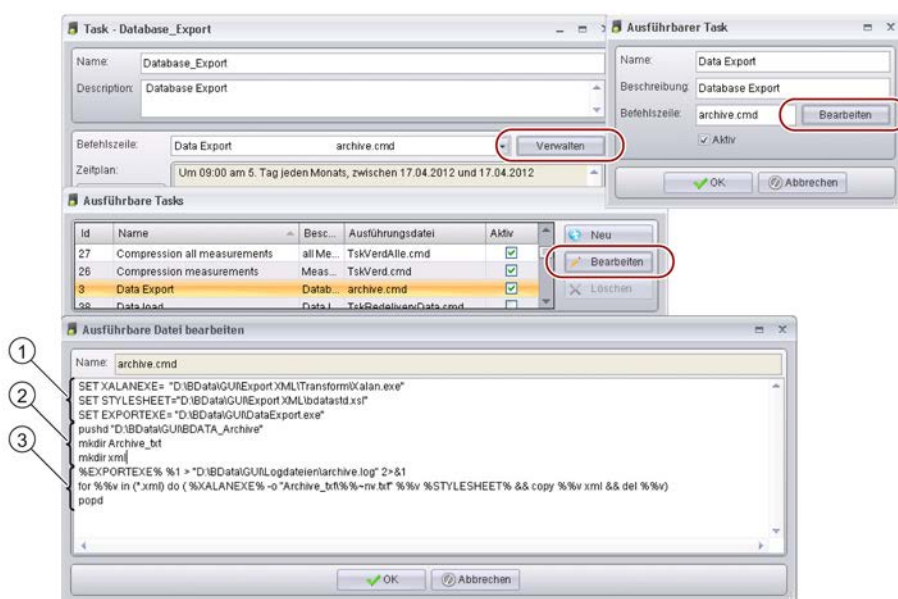 Task - Database_Export
Name: Database_Export
Description: Database Export
Befehlszeile: Data Export archive.cmd Verwalten
Zeitplan: Um 09:00 am 5. Tag jeden Monats, zwischen 17.04.2012 und 17.04.2012
Ausführbarer Task
Name: Data Export
Beschreibung: Database Export
Befehlszeile: archive.cmd Bearbeiten
Aktiv
OK Abbrechen
Ausführbare Tasks
Id Name Besc... Ausführungsdatei Aktiv
27 Compression all measurements all Me... TskVerdAlle.cmd
26 Compression measurements Meas... TskVerd.cmd
3 Data Export Datab... archive.cmd
38 Data load Data l... TskRedeliveryData.cmd
Neu
Bearbeiten
Löschen
Ausführbare Datei bearbeiten
Name: archive.cmd
1
2
3
SET XALANEXE= "D:\BData\GUI\Export XML\Transform\Xalan.exe"
SET STYLESHEET="D:\BData\GUI\Export XML\bdatastd.xsl"
SET EXPORTEXE= "D:\BData\GUI\DataExport.exe"
pushd "D:\BData\GUI\BDATA_Archive"
mkdir Archive_txt
mkdir xml
%EXPORTEXE% %1 > "D:\BData\GUI\Logdateien\archive.log" 2>&1
for %%v in (*.xml) do ( %XALANEXE% -o "Archive_txt\%%~nv.txt" %%v %STYLESHEET% && copy %%v xml && del %%v)
popd
OK Abbrechen